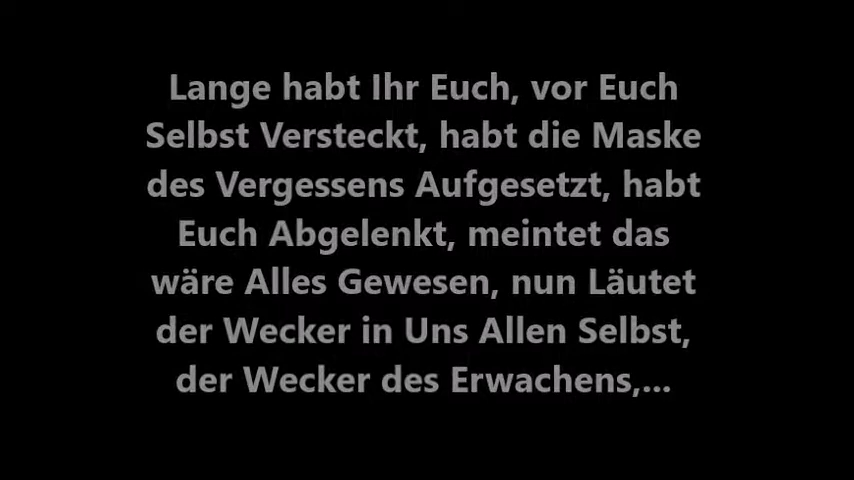 Lange habt Ihr Euch, vor Euch
Selbst Versteckt, habt die Maske
des Vergessens Aufgesetzt, habt
Euch Abgelenkt, meintet das
wäre Alles Gewesen, nun Läutet
der Wecker in Uns Allen Selbst,
der Wecker des Erwachens,...